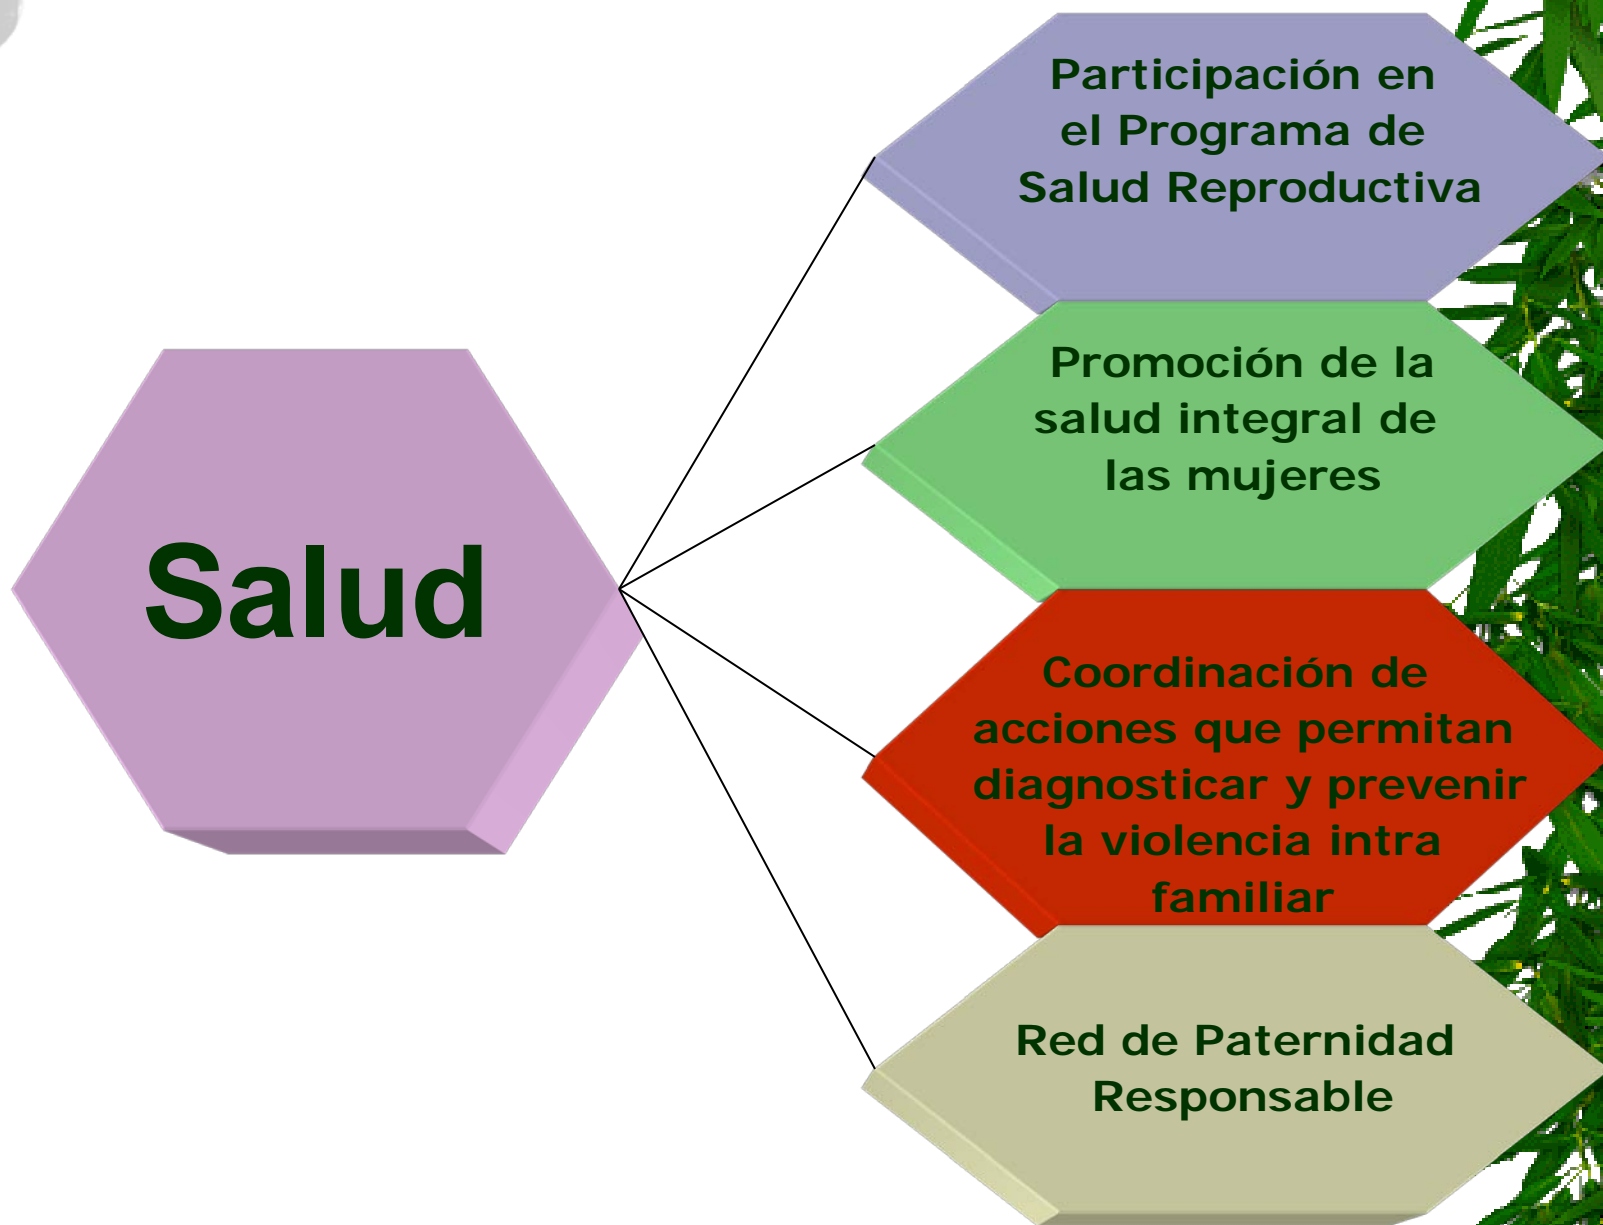 Participación en
el Programa de
Salud Reproductiva
Promoción de la
salud integral de
las mujeres
Salud
Coordinación de
acciones que permitan
diagnosticar y prevenir
la violencia intra
familiar
Red de Paternidad
Responsable